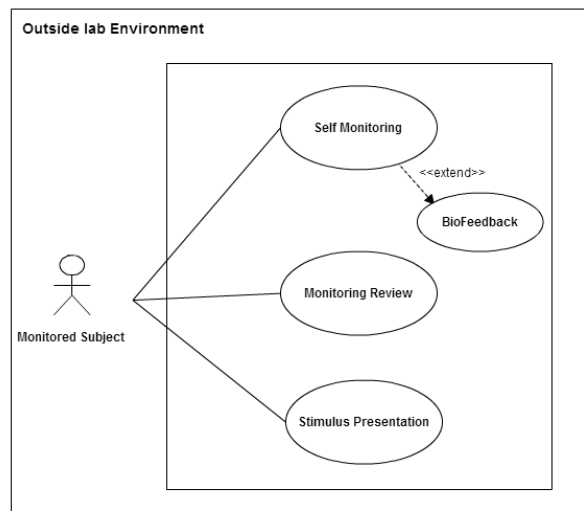 Outside lab Environment
Self Monitoring
<<extend>>
BioFeedback
Monitoring Review
Monitored Subject
Stimulus Presentation